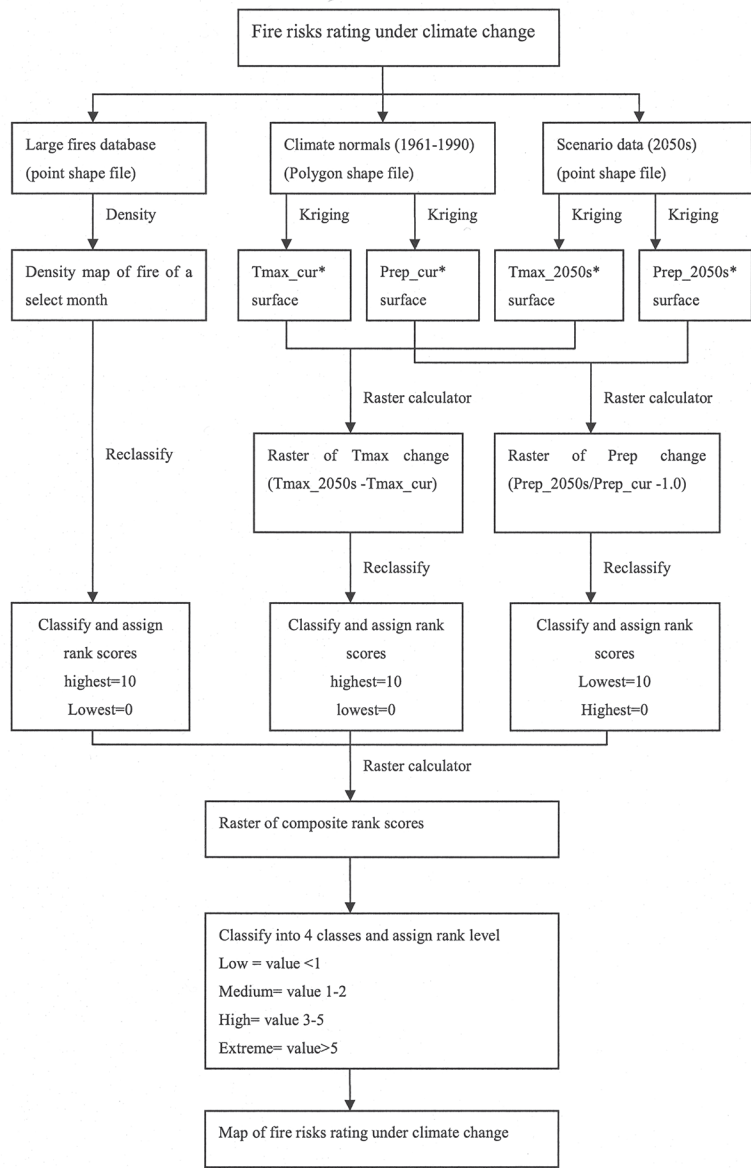 Fire risks rating under climate change
Large fires database
(point shape file)
Climate normals (1961-1990)
(Polygon shape file)
Scenario data (2050s)
(point shape file)
Density
Kriging
Kriging
Kriging
Kriging
Density map of fire of a
select month
Tmax_cur*
surface
Prep_cur*
surface
Tmax_2050s*
surface
Prep_2050s*
surface
Raster calculator
Raster calculator
Reclassify
Raster of Tmax change
(Tmax_2050s -Tmax_cur)
Raster of Prep change
(Prep_2050s/Prep_cur -1.0)
Reclassify
Reclassify
Classify and assign
rank scores
highest=10
Lowest=0
Classify and assign rank
scores
highest=10
lowest=0
Classify and assign rank
scores
Lowest=10
Highest=0
Raster calculator
Raster of composite rank scores
Classify into 4 classes and assign rank level
Low = value <1
Medium= value 1-2
High= value 3-5
Extreme= value>5
Map of fire risks rating under climate change